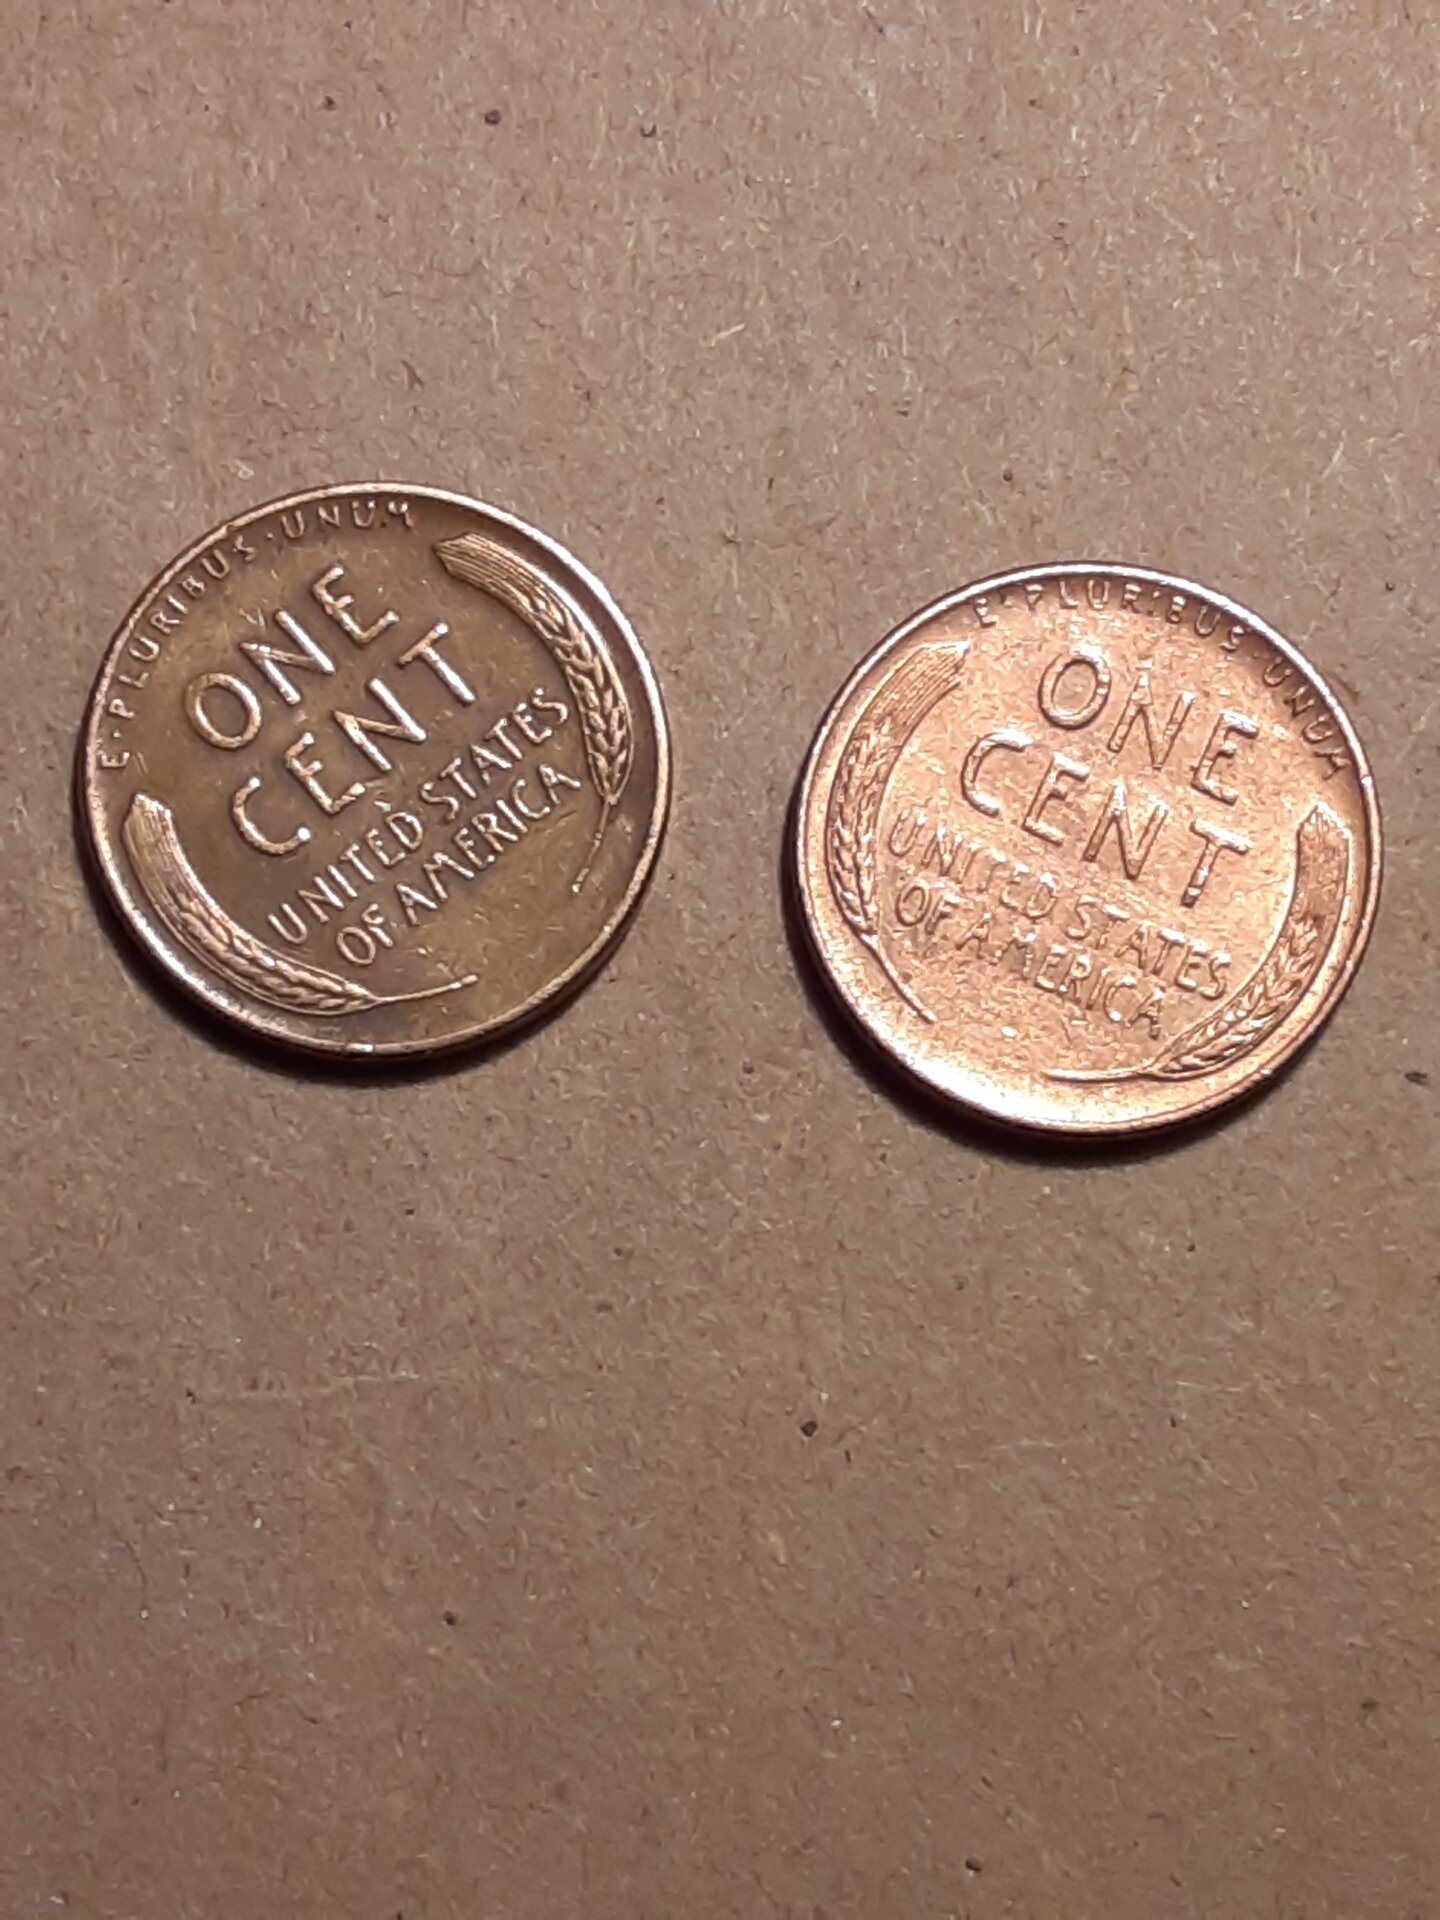 E·PLURIBUS·UNUM
ONE
CENT
UNITED STATES
OF AMERICA
E·PLURIBUS·UNUM
ONE
CENT
UNITED STATES
OF AMERICA